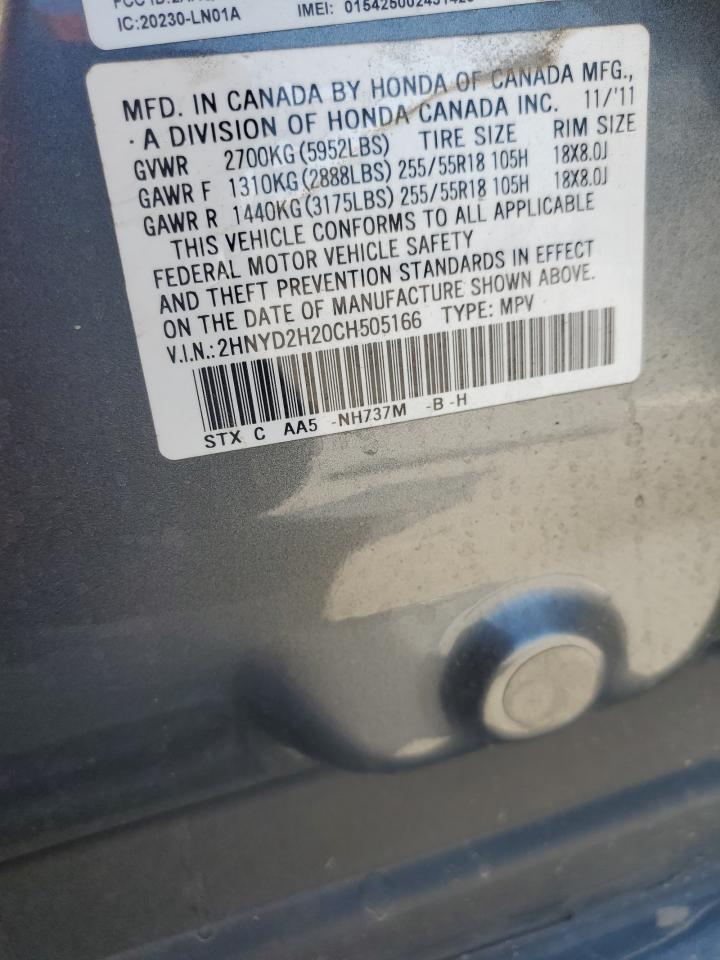 IC:20230-LN01A IMEI:
MFD. IN CANADA BY HONDA OF CANADA MFG.,
·A DIVISION OF HONDA CANADA INC. 11/'11
GVWR 2700KG(5952LBS) TIRE SIZE RIM SIZE
GAWR F 1310KG(2888LBS) 255/55R18 105H 18X8.0J
GAWR R 1440KG(3175LBS) 255/55R18 105H 18X8.0J
THIS VEHICLE CONFORMS TO ALL APPLICABLE
FEDERAL MOTOR VEHICLE SAFETY
AND THEFT PREVENTION STANDARDS IN EFFECT
ON THE DATE OF MANUFACTURE SHOWN ABOVE.
V.I.N.:2HNYD2H20CH505166 TYPE: MPV
STX C AA5 -NH737M -B -H